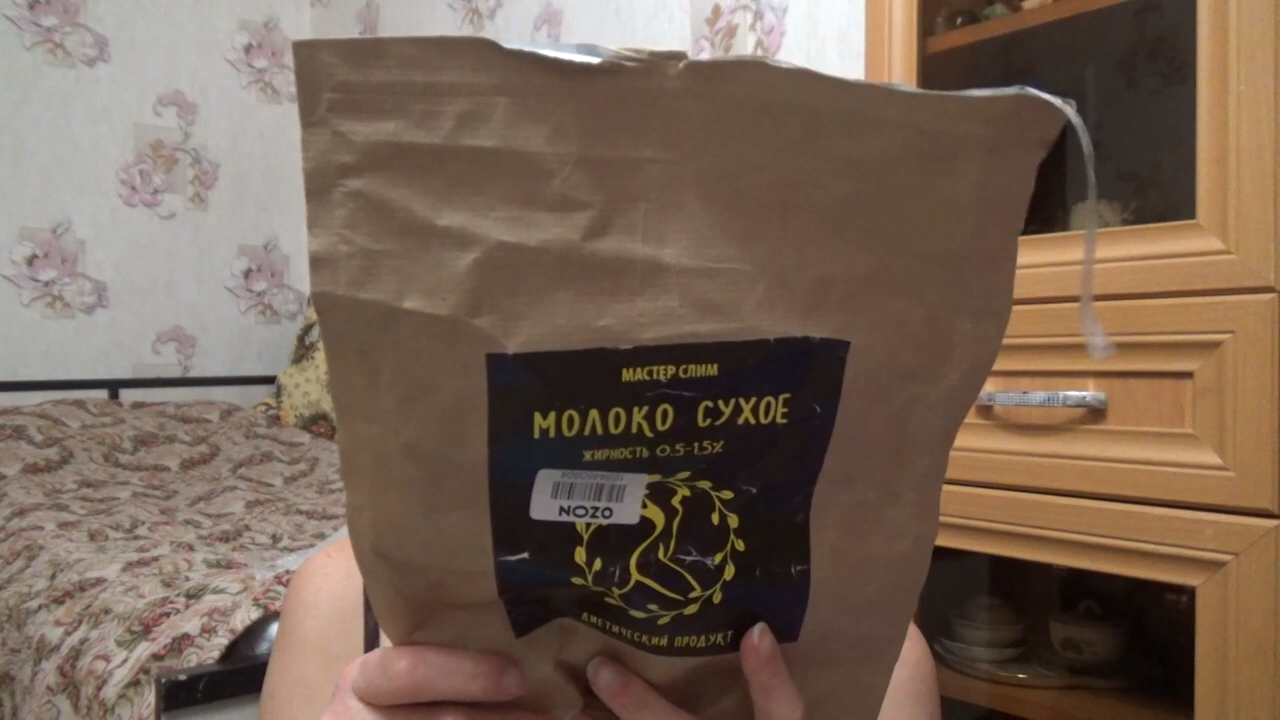 МАСТЕР СЛИМ
МОЛОКО СУХОЕ
ЖИРНОСТЬ 0.5-1.5%
OZON
ДИЕТИЧЕСКИЙ ПРОДУКТ